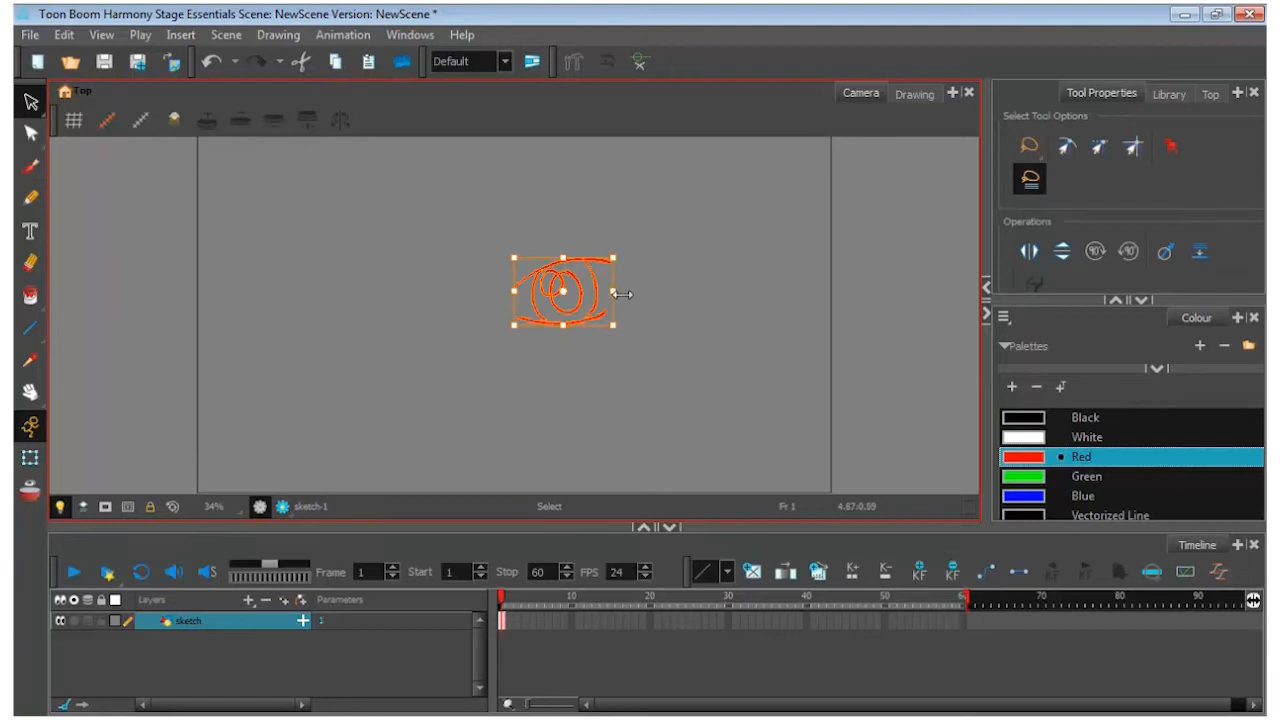 Toon Boom Harmony Stage Essentials Scene: NewScene Version: NewScene *
File Edit View Play Insert Scene Drawing Animation Windows Help
Default
Top
Camera Drawing
Tool Properties Library Top
Select Tool Options
Operations
Colour
Palettes
Black
White
Red
Green
Blue
Vectorized Line
34% sketch-1 Select Fr 1 4.87:0.59
Timeline
Frame 1 Start 1 Stop 60 FPS 24
Layers Parameters
10 20 30 40 50 60 70 80 90
sketch 1